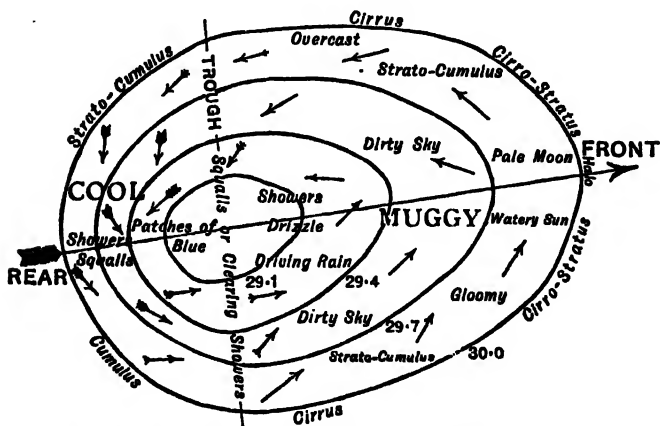 Cirrus
Overcast
Strato-Cumulus
Strato-Cumulus
Cirro-Stratus
TROUGH — Squalls or Clearing Showers
Dirty Sky
Pale Moon
FRONT
Halo
COOL
Showers
MUGGY
Watery Sun
Patches of
Blue
Drizzle
Showers
Squalls
REAR
Driving Rain
29·1
29·4
Gloomy
Cirro-Stratus
Dirty Sky
29·7
Cumulus
Strato-Cumulus
30·0
Cirrus